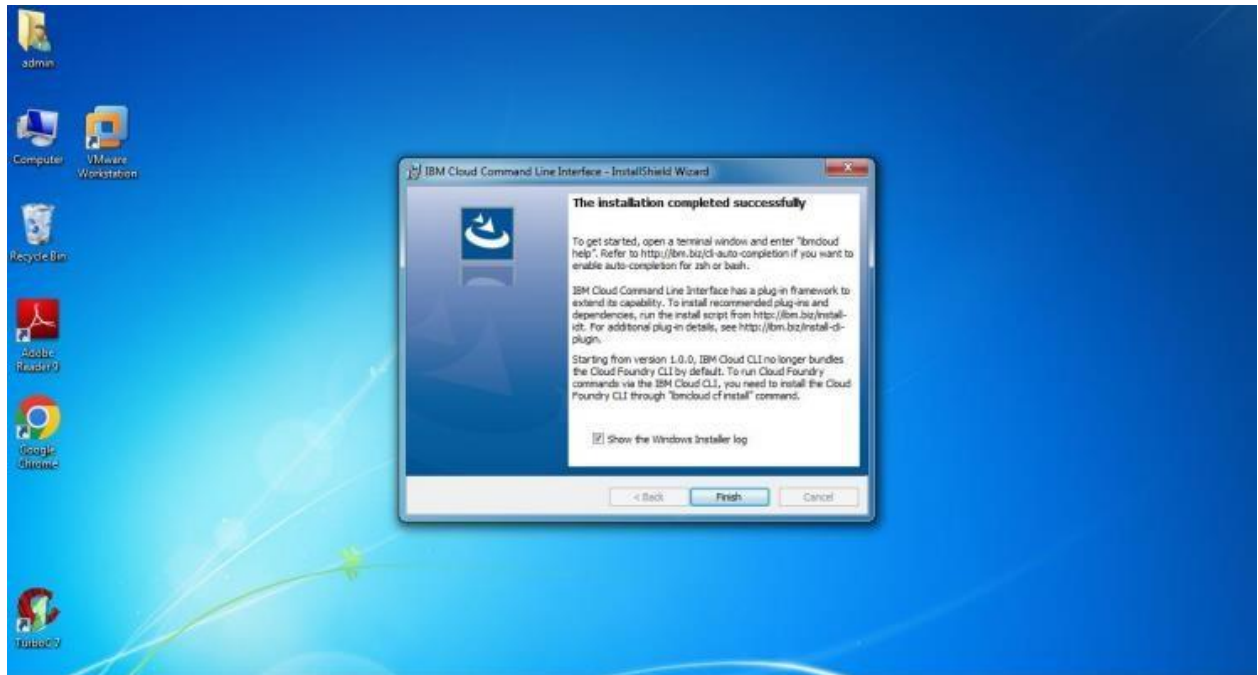 admin
Computer
VMware
Workstation
Recycle Bin
Adobe
Reader 9
Google
Chrome
TurboC 7
IBM Cloud Command Line Interface - InstallShield Wizard
The installation completed successfully
To get started, open a terminal window and enter "ibmcloud
help". Refer to http://ibm.biz/cli-auto-completion if you want to
enable auto-completion for zsh or bash.
IBM Cloud Command Line Interface has a plug-in framework to
extend its capability. To install recommended plug-ins and
dependencies, run the install script from http://ibm.biz/install-
idt. For additional plug-in details, see http://ibm.biz/install-cli-
plugin.
Starting from version 1.0.0, IBM Cloud CLI no longer bundles
the Cloud Foundry CLI by default. To run Cloud Foundry
commands via the IBM Cloud CLI, you need to install the Cloud
Foundry CLI through "ibmcloud cf install" command.
Show the Windows Installer log
< Back
Finish
Cancel